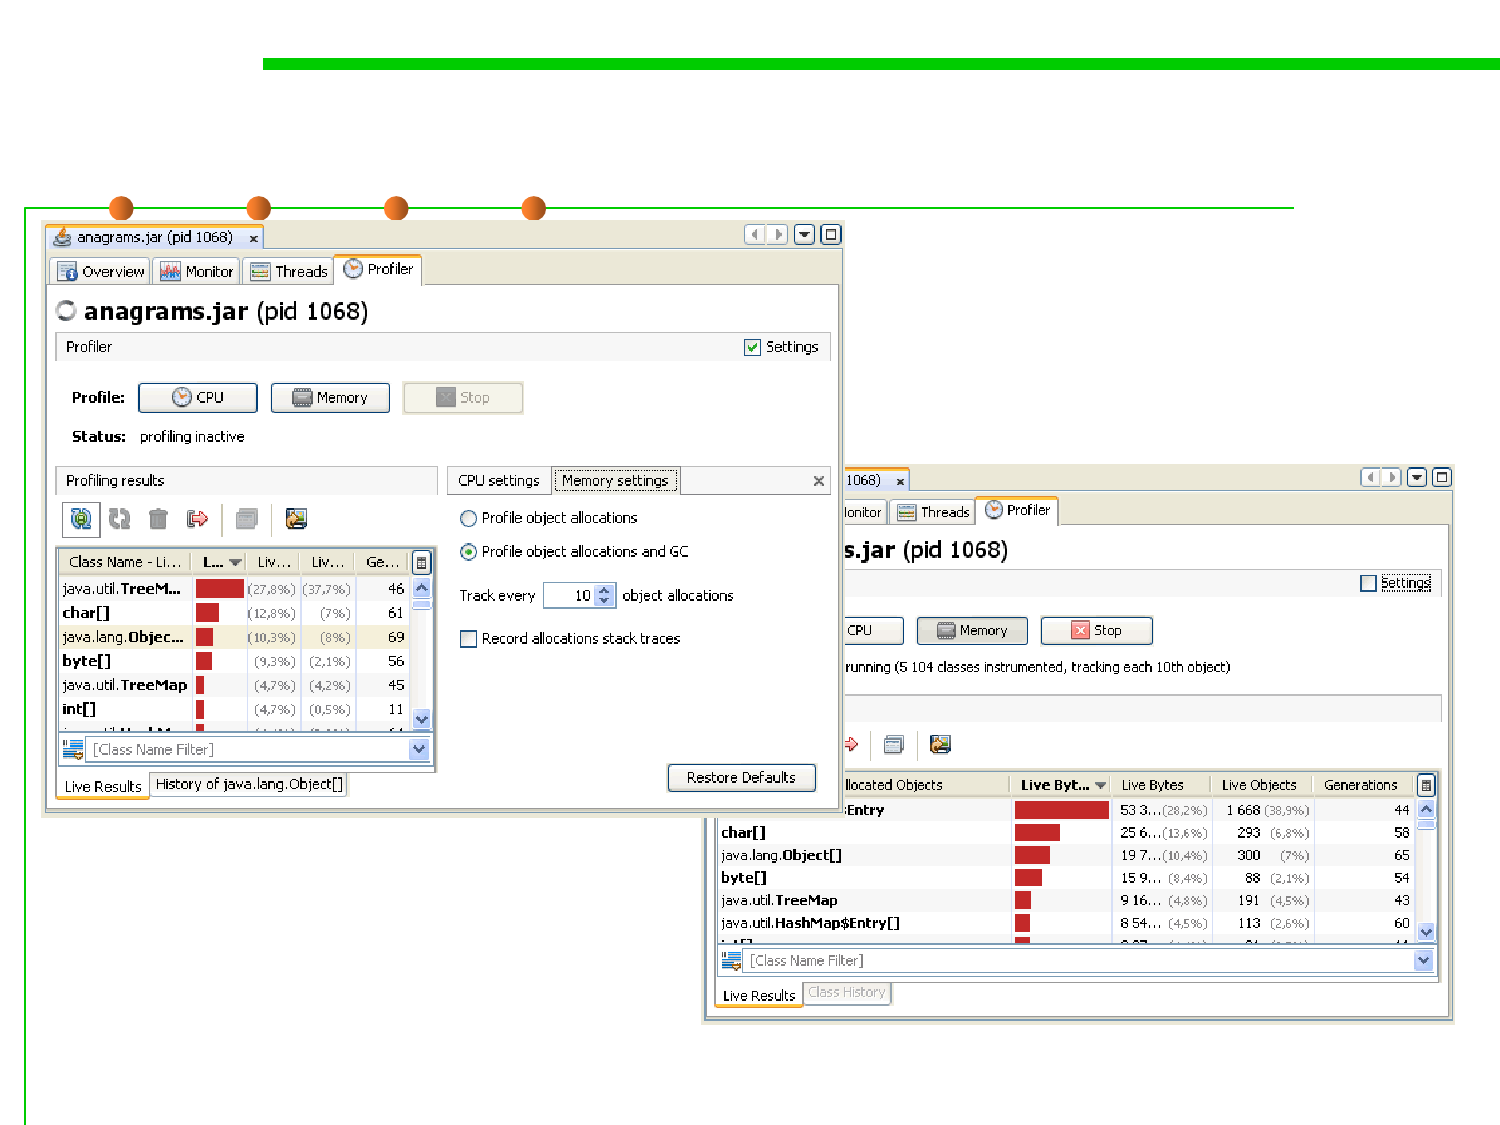 anagrams.jar (pid 1068) x
Overview Monitor Threads Profiler
anagrams.jar (pid 1068)
Profiler Settings
Profile: CPU Memory Stop
Status: profiling inactive
Profiling results
CPU settings Memory settings
Profile object allocations
Profile object allocations and GC
Track every 10 object allocations
Record allocations stack traces
Restore Defaults
Class Name - Li... L... Liv... Liv... Ge...
java.util.TreeM... (27,8%) (37,7%) 46
char[] (12,8%) (7%) 61
java.lang.Objec... (10,3%) (8%) 69
byte[] (9,3%) (2,1%) 56
java.util.TreeMap (4,7%) (4,2%) 45
int[] (4,7%) (0,5%) 11
[Class Name Filter]
Live Results History of java.lang.Object[]
1068) x
onitor Threads Profiler
s.jar (pid 1068)
Settings
CPU Memory Stop
running (5 104 classes instrumented, tracking each 10th object)
llocated Objects Live Byt... Live Bytes Live Objects Generations
$Entry 53 3... (28,2%) 1 668 (38,9%) 44
char[] 25 6... (13,6%) 293 (6,8%) 58
java.lang.Object[] 19 7... (10,4%) 300 (7%) 65
byte[] 15 9... (8,4%) 88 (2,1%) 54
java.util.TreeMap 9 16... (4,8%) 191 (4,5%) 43
java.util.HashMap$Entry[] 8 54... (4,5%) 113 (2,6%) 60
[Class Name Filter]
Live Results Class History